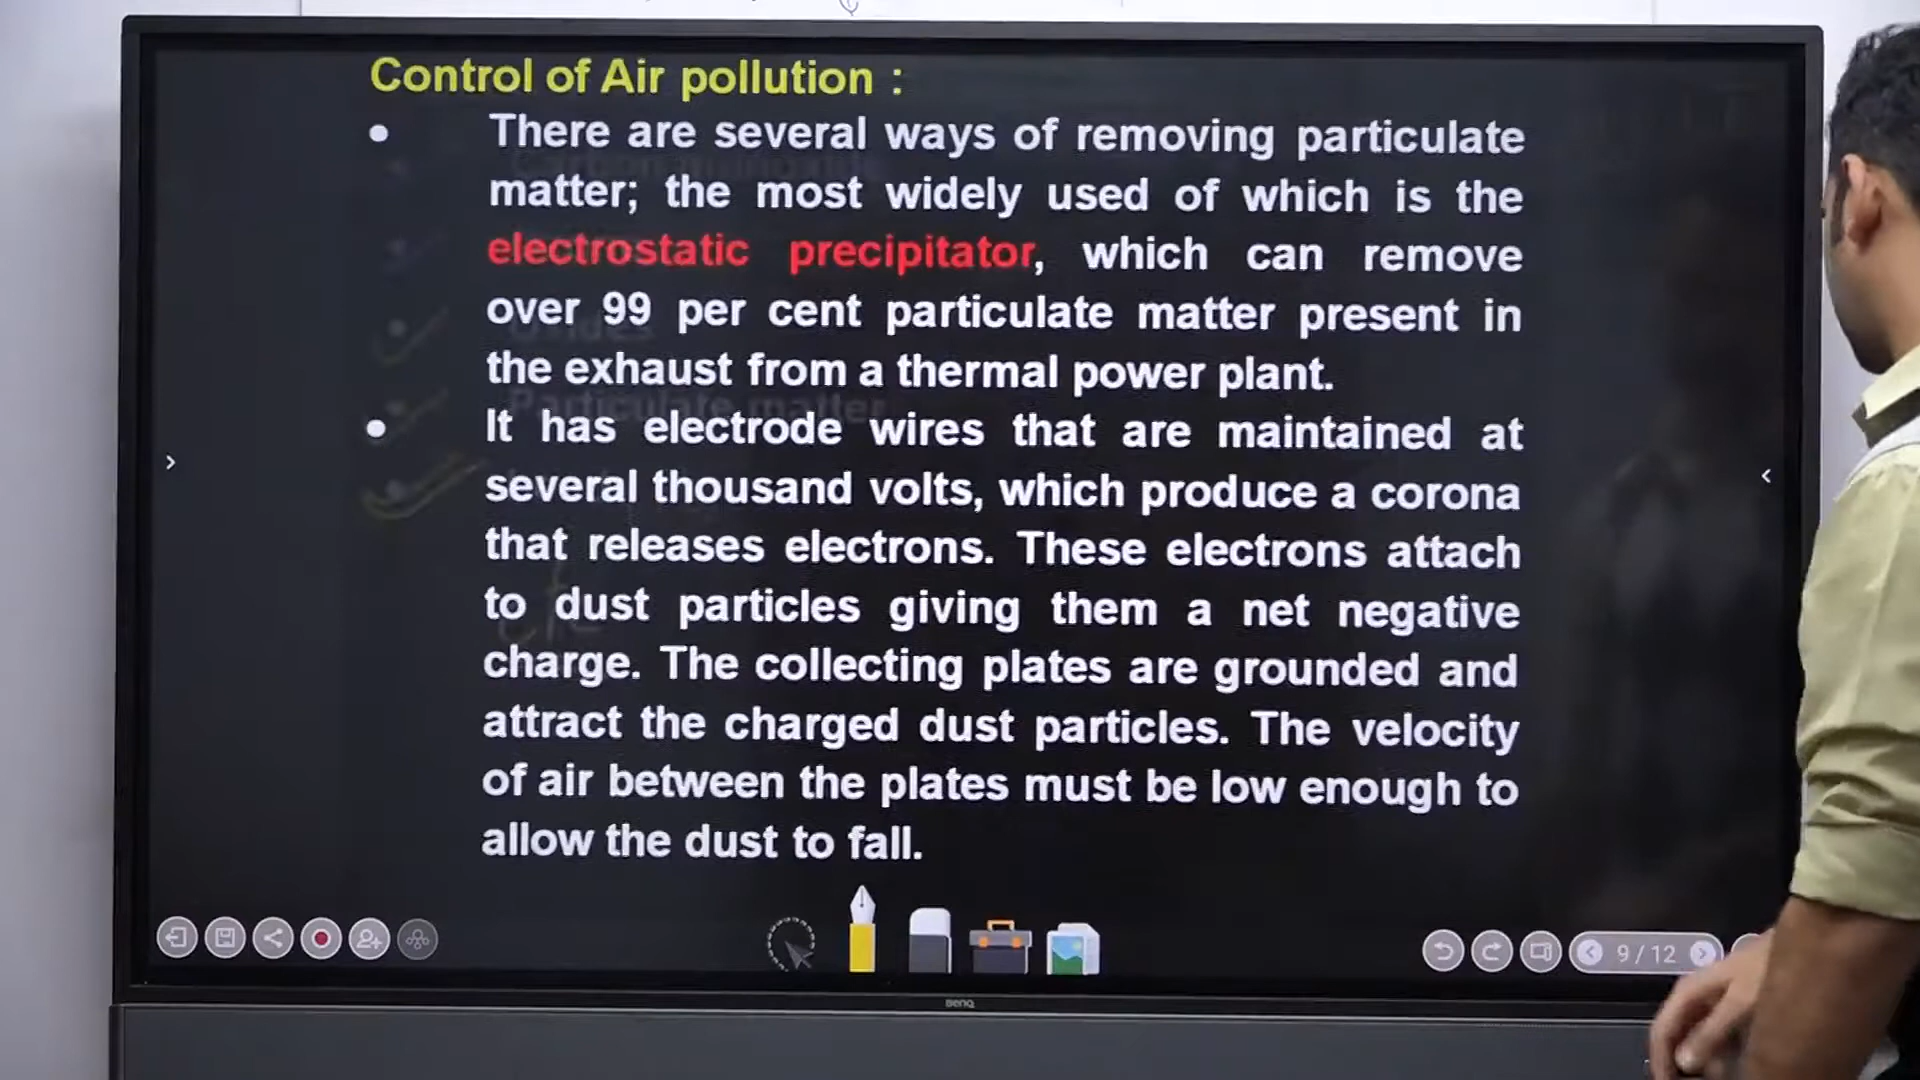 Control of Air pollution :
• There are several ways of removing particulate
matter; the most widely used of which is the
electrostatic precipitator, which can remove
over 99 per cent particulate matter present in
the exhaust from a thermal power plant.
Particulate matter
• It has electrode wires that are maintained at
several thousand volts, which produce a corona
that releases electrons. These electrons attach
to dust particles giving them a net negative
charge. The collecting plates are grounded and
attract the charged dust particles. The velocity
of air between the plates must be low enough to
allow the dust to fall.
9 / 12
BenQ